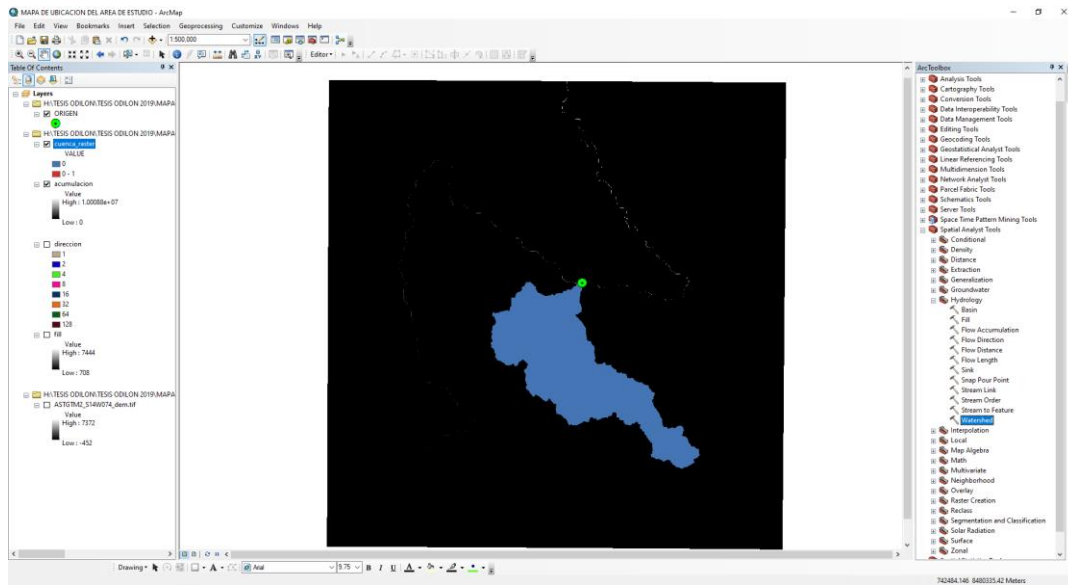 MAPA DE UBICACION DEL AREA DE ESTUDIO - ArcMap
File Edit View Bookmarks Insert Selection Geoprocessing Customize Windows Help
1:500,000
Editor
Table Of Contents
Layers
H:\TESIS ODILON\TESIS ODILON 2019\MAPA
ORIGEN
H:\TESIS ODILON\TESIS ODILON 2019\MAPA
cuenca_raster
VALUE
0
0 - 1
acumulacion
Value
High : 1.00088e+07
Low : 0
direccion
1
2
4
8
16
32
64
128
fill
Value
High : 7444
Low : 708
H:\TESIS ODILON\TESIS ODILON 2019\MAPA
ASTGTM2_S14W074_dem.tif
Value
High : 7372
Low : -452
ArcToolbox
Analysis Tools
Cartography Tools
Conversion Tools
Data Interoperability Tools
Data Management Tools
Editing Tools
Geocoding Tools
Geostatistical Analyst Tools
Linear Referencing Tools
Multidimension Tools
Network Analyst Tools
Parcel Fabric Tools
Schematics Tools
Server Tools
Space Time Pattern Mining Tools
Spatial Analyst Tools
Conditional
Density
Distance
Extraction
Generalization
Groundwater
Hydrology
Basin
Fill
Flow Accumulation
Flow Direction
Flow Distance
Flow Length
Sink
Snap Pour Point
Stream Link
Stream Order
Stream to Feature
Watershed
Interpolation
Local
Map Algebra
Math
Multivariate
Neighborhood
Overlay
Raster Creation
Reclass
Segmentation and Classification
Solar Radiation
Surface
Zonal
Drawing A Arial 9.75 B I U A
742484.146 8480335.42 Meters